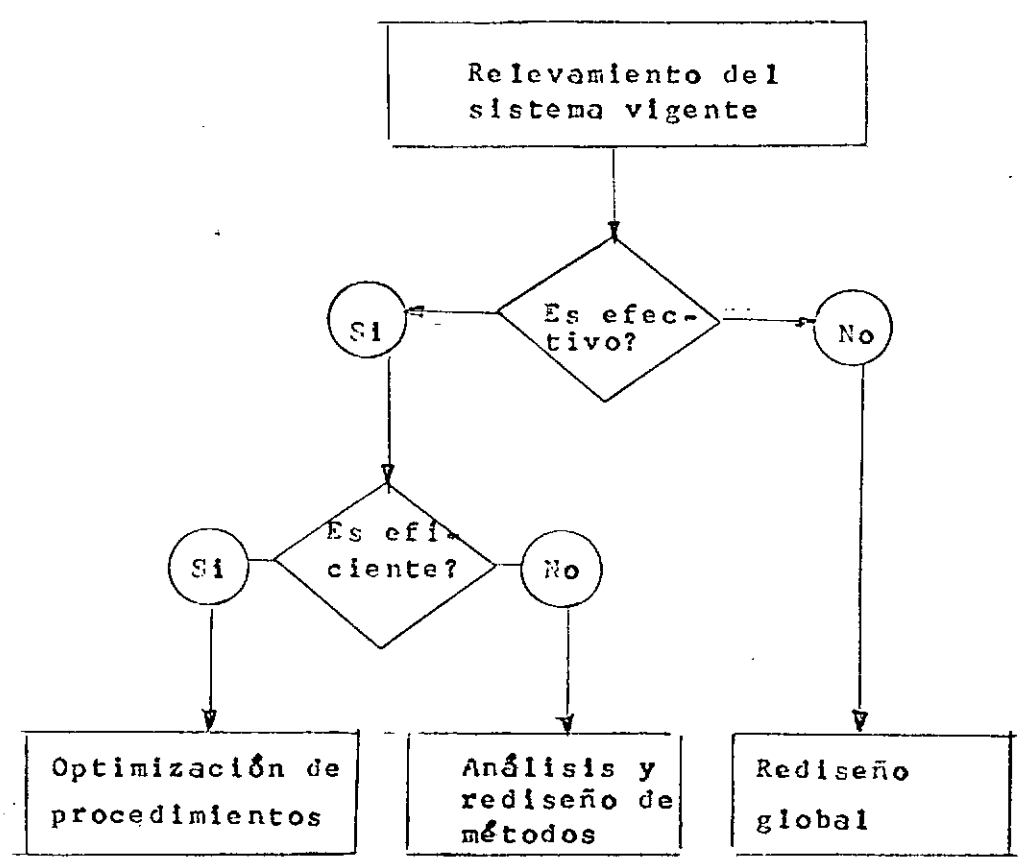 Relevamiento del
sistema vigente
Es efec-
tivo?
Si
No
Es efi-
ciente?
Si
No
Optimización de
procedimientos
Análisis y
rediseño de
métodos
Rediseño
global